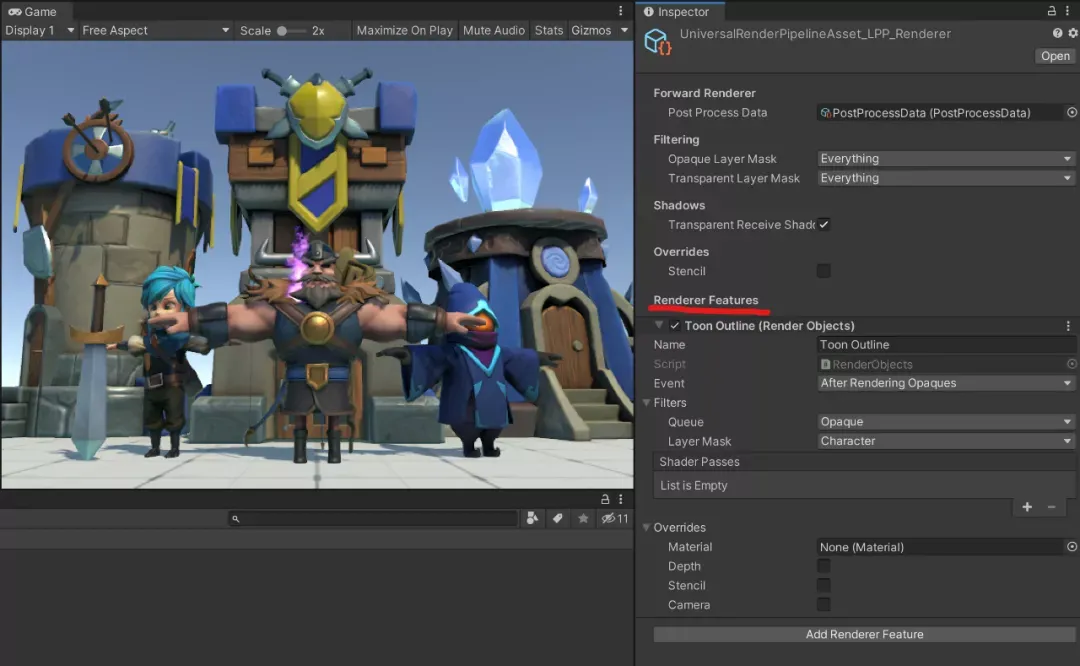 Game
Display 1 Free Aspect Scale 2x Maximize On Play Mute Audio Stats Gizmos
11
Inspector
UniversalRenderPipelineAsset_LPP_Renderer
Open
Forward Renderer
Post Process Data PostProcessData (PostProcessData)
Filtering
Opaque Layer Mask Everything
Transparent Layer Mask Everything
Shadows
Transparent Receive Shado
Overrides
Stencil
Renderer Features
Toon Outline (Render Objects)
Name Toon Outline
Script RenderObjects
Event After Rendering Opaques
Filters
Queue Opaque
Layer Mask Character
Shader Passes
List is Empty
Overrides
Material None (Material)
Depth
Stencil
Camera
Add Renderer Feature